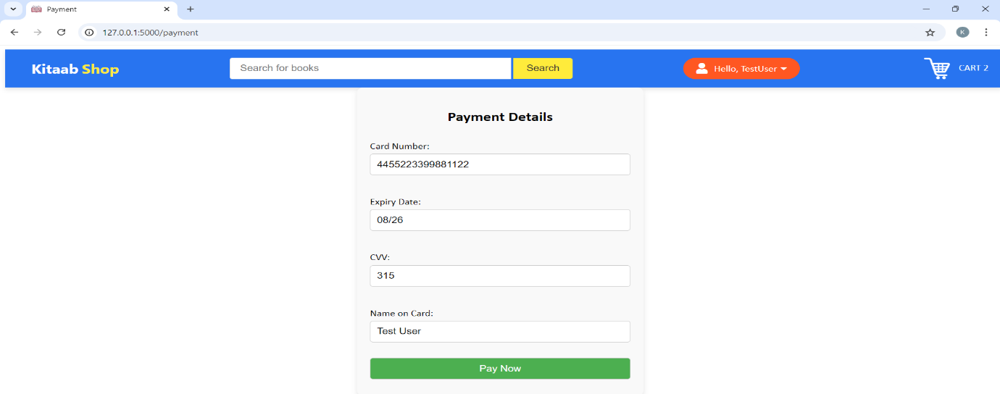 Payment
127.0.0.1:5000/payment
K
Kitaab Shop
Search for books
Search
Hello, TestUser
CART 2
Payment Details
Card Number:
4455223399881122
Expiry Date:
08/26
CVV:
315
Name on Card:
Test User
Pay Now